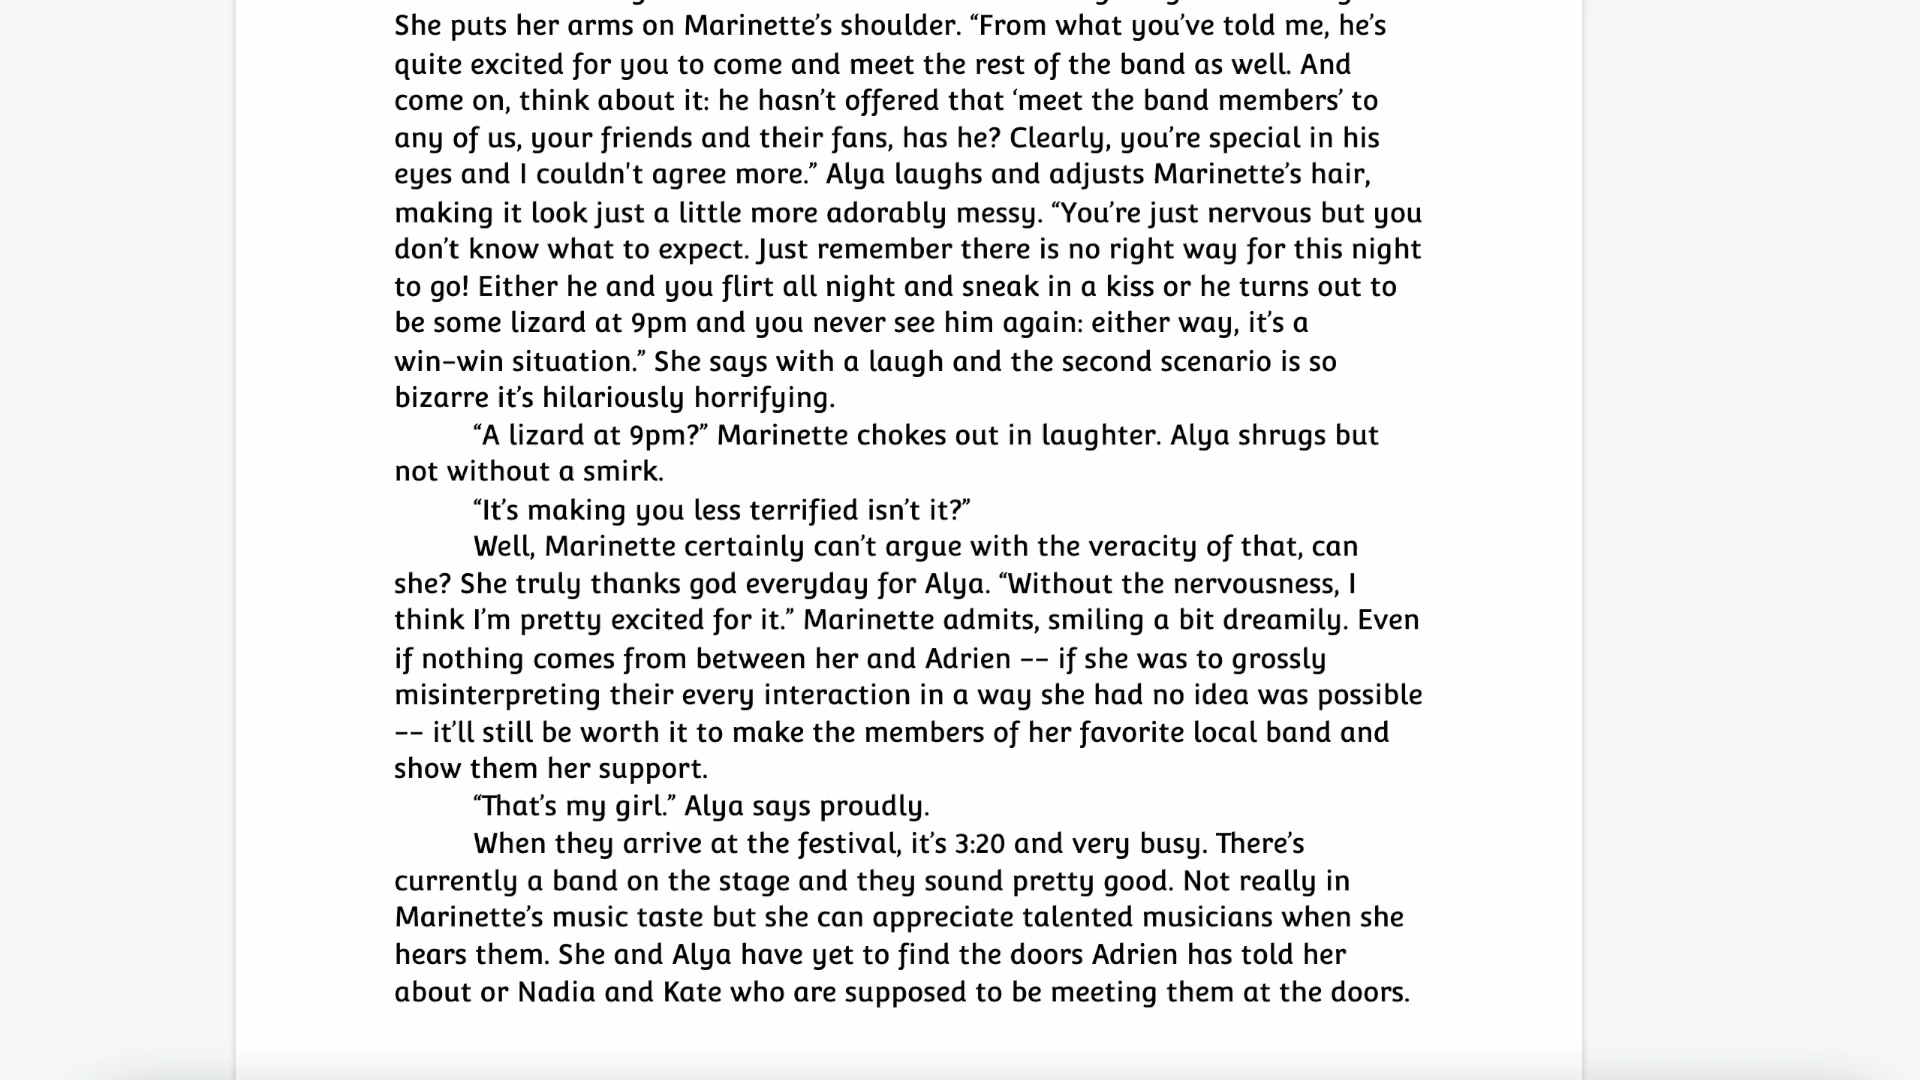 She puts her arms on Marinette’s shoulder. “From what you’ve told me, he’s
quite excited for you to come and meet the rest of the band as well. And
come on, think about it: he hasn’t offered that ‘meet the band members’ to
any of us, your friends and their fans, has he? Clearly, you’re special in his
eyes and I couldn't agree more.” Alya laughs and adjusts Marinette’s hair,
making it look just a little more adorably messy. “You’re just nervous but you
don’t know what to expect. Just remember there is no right way for this night
to go! Either he and you flirt all night and sneak in a kiss or he turns out to
be some lizard at 9pm and you never see him again: either way, it’s a
win–win situation.” She says with a laugh and the second scenario is so
bizarre it’s hilariously horrifying.
“A lizard at 9pm?” Marinette chokes out in laughter. Alya shrugs but
not without a smirk.
“It’s making you less terrified isn’t it?”
Well, Marinette certainly can’t argue with the veracity of that, can
she? She truly thanks god everyday for Alya. “Without the nervousness, I
think I’m pretty excited for it.” Marinette admits, smiling a bit dreamily. Even
if nothing comes from between her and Adrien –– if she was to grossly
misinterpreting their every interaction in a way she had no idea was possible
–– it’ll still be worth it to make the members of her favorite local band and
show them her support.
“That’s my girl.” Alya says proudly.
When they arrive at the festival, it’s 3:20 and very busy. There’s
currently a band on the stage and they sound pretty good. Not really in
Marinette’s music taste but she can appreciate talented musicians when she
hears them. She and Alya have yet to find the doors Adrien has told her
about or Nadia and Kate who are supposed to be meeting them at the doors.